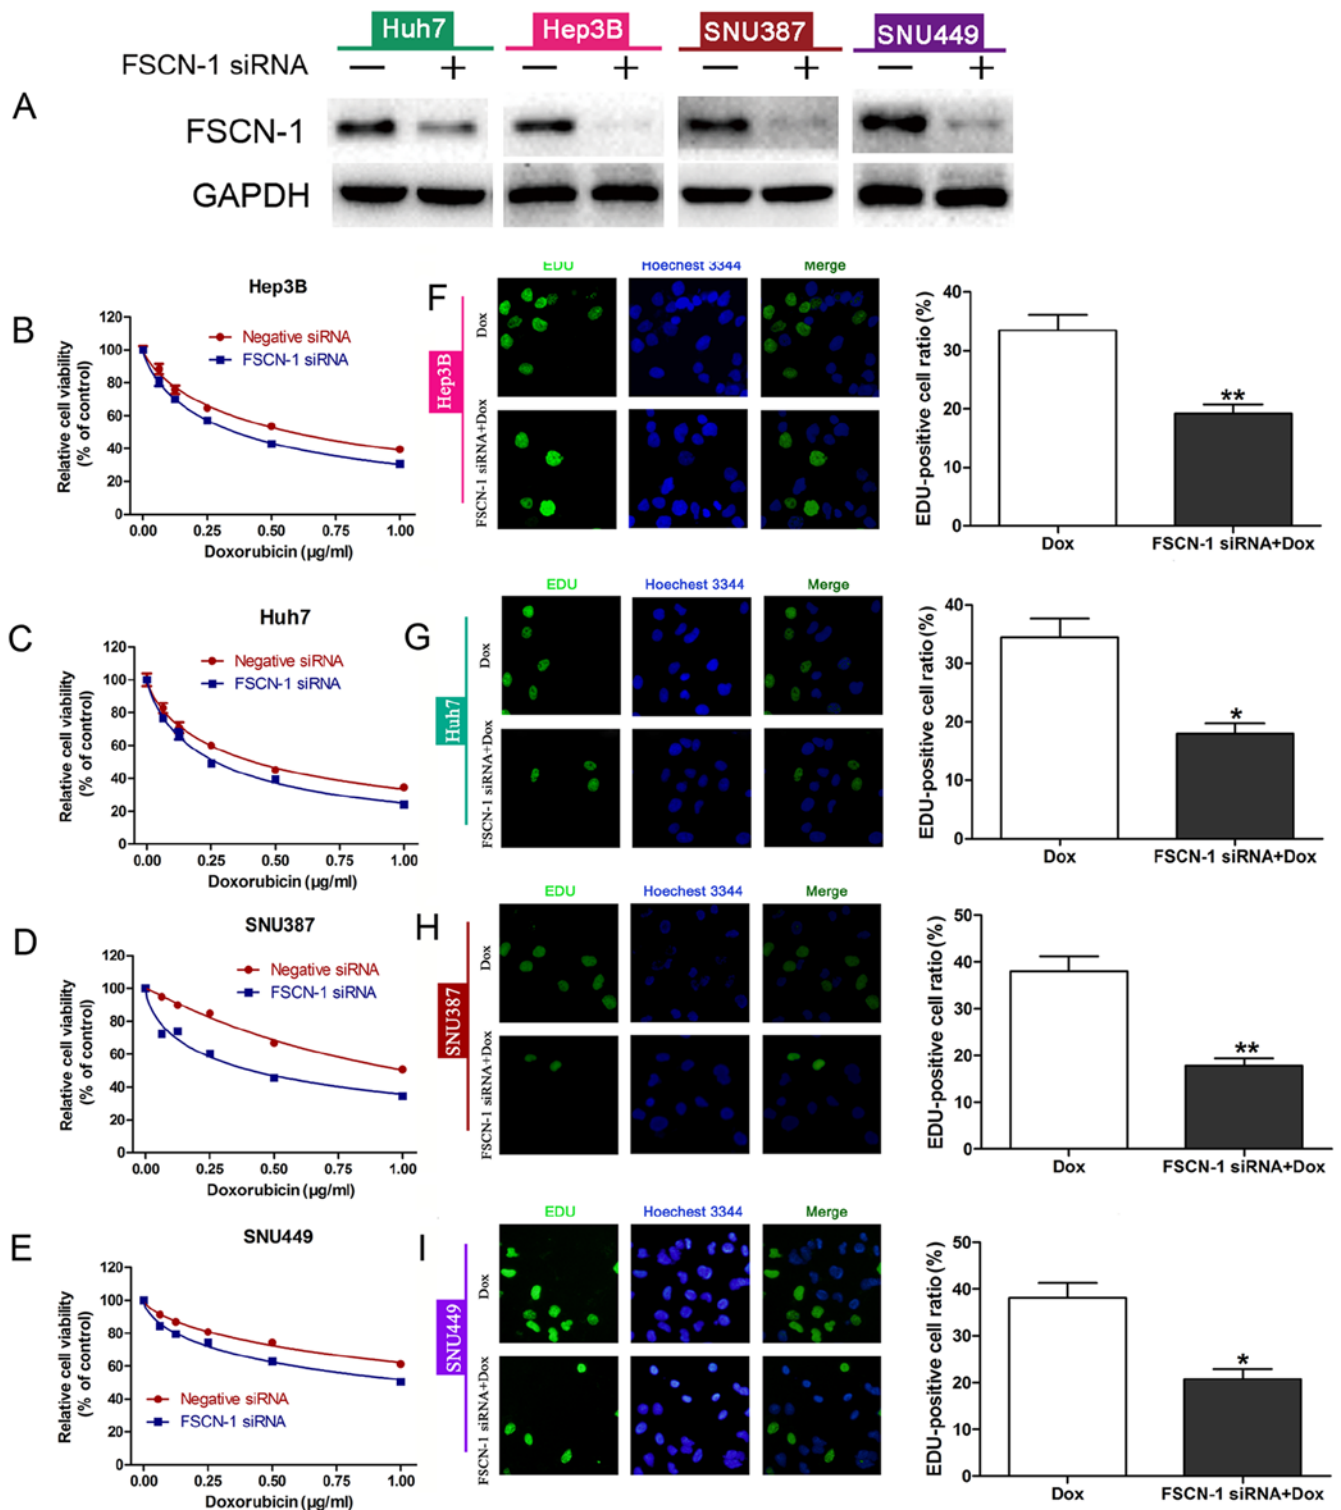 Huh7 Hep3B SNU387 SNU449
FSCN-1 siRNA — + — + — + — +
A
FSCN-1
GAPDH
B
Hep3B
Relative cell viability
(% of control)
120
100
80
60
40
20
0
Negative siRNA
FSCN-1 siRNA
0.00 0.25 0.50 0.75 1.00
Doxorubicin (µg/ml)
F
Hep3B
EDU Hoechest 3344 Merge
Dox
FSCN-1 siRNA+Dox
EDU-positive cell ratio (%)
40
30
20
10
0
**
Dox FSCN-1 siRNA+Dox
C
Huh7
Relative cell viability
(% of control)
120
100
80
60
40
20
0
Negative siRNA
FSCN-1 siRNA
0.00 0.25 0.50 0.75 1.00
Doxorubicin (µg/ml)
G
Huh7
EDU Hoechest 3344 Merge
Dox
FSCN-1 siRNA+Dox
EDU-positive cell ratio (%)
40
30
20
10
0
*
Dox FSCN-1 siRNA+Dox
D
SNU387
Relative cell viability
(% of control)
120
100
80
60
40
20
0
Negative siRNA
FSCN-1 siRNA
0.00 0.25 0.50 0.75 1.00
Doxorubicin (µg/ml)
H
SNU387
EDU Hoechest 3344 Merge
Dox
FSCN-1 siRNA+Dox
EDU-positive cell ratio (%)
50
40
30
20
10
0
**
Dox FSCN-1 siRNA+Dox
E
SNU449
Relative cell viability
(% of control)
120
100
80
60
40
20
0
Negative siRNA
FSCN-1 siRNA
0.00 0.25 0.50 0.75 1.00
Doxorubicin (µg/ml)
I
SNU449
EDU Hoechest 3344 Merge
Dox
FSCN-1 siRNA+Dox
EDU-positive cell ratio (%)
50
40
30
20
10
0
*
Dox FSCN-1 siRNA+Dox